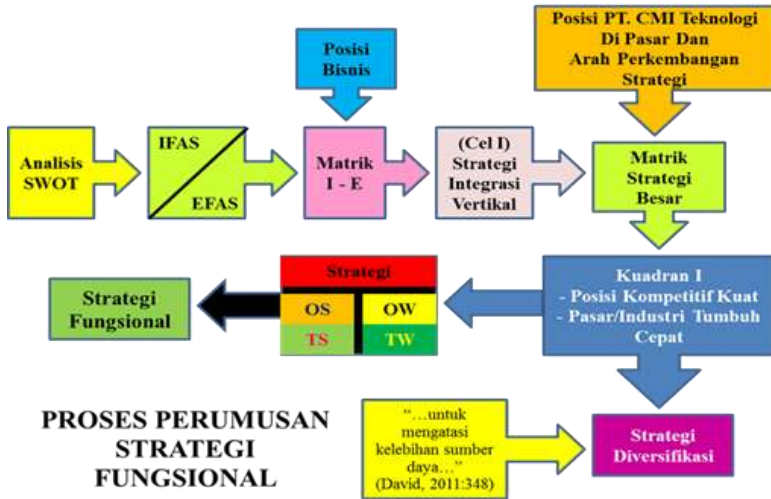 Posisi
Bisnis
Posisi PT. CMI Teknologi
Di Pasar Dan
Arah Perkembangan
Strategi
Analisis
SWOT
IFAS
EFAS
Matrik
I - E
(Cel I)
Strategi
Integrasi
Vertikal
Matrik
Strategi
Besar
Strategi
Fungsional
Strategi
OS
OW
TS
TW
Kuadran I
- Posisi Kompetitif Kuat
- Pasar/Industri Tumbuh
Cepat
PROSES PERUMUSAN
STRATEGI
FUNGSIONAL
“…untuk
mengatasi
kelebihan sumber
daya…”
(David, 2011:348)
Strategi
Diversifikasi